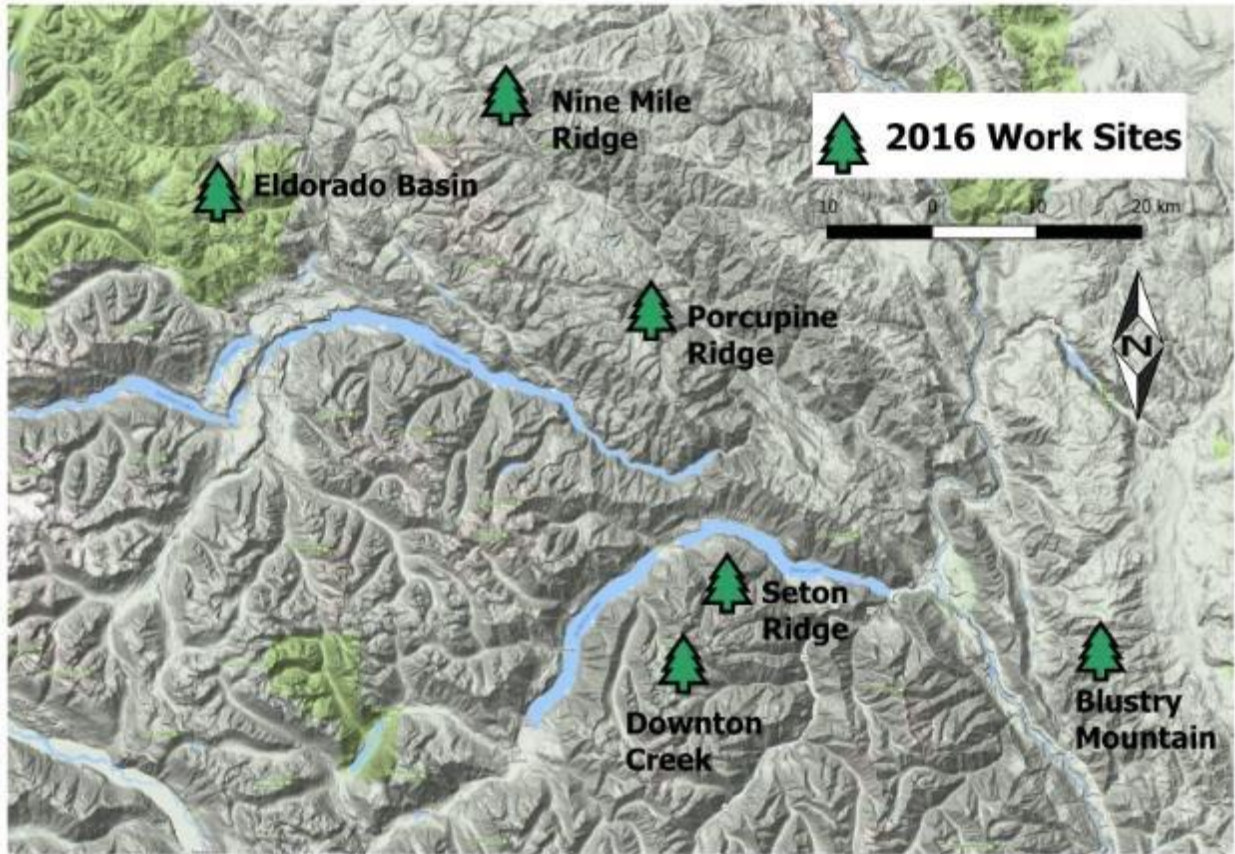 Nine Mile
Ridge
2016 Work Sites
Eldorado Basin
10 0 10 20 km
Porcupine
Ridge
N
Seton
Ridge
Downton
Creek
Blustry
Mountain